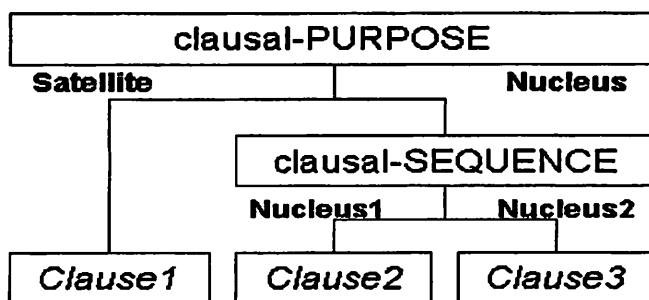 clausal-PURPOSE
Satellite Nucleus
clausal-SEQUENCE
Nucleus1 Nucleus2
Clause1 Clause2 Clause3